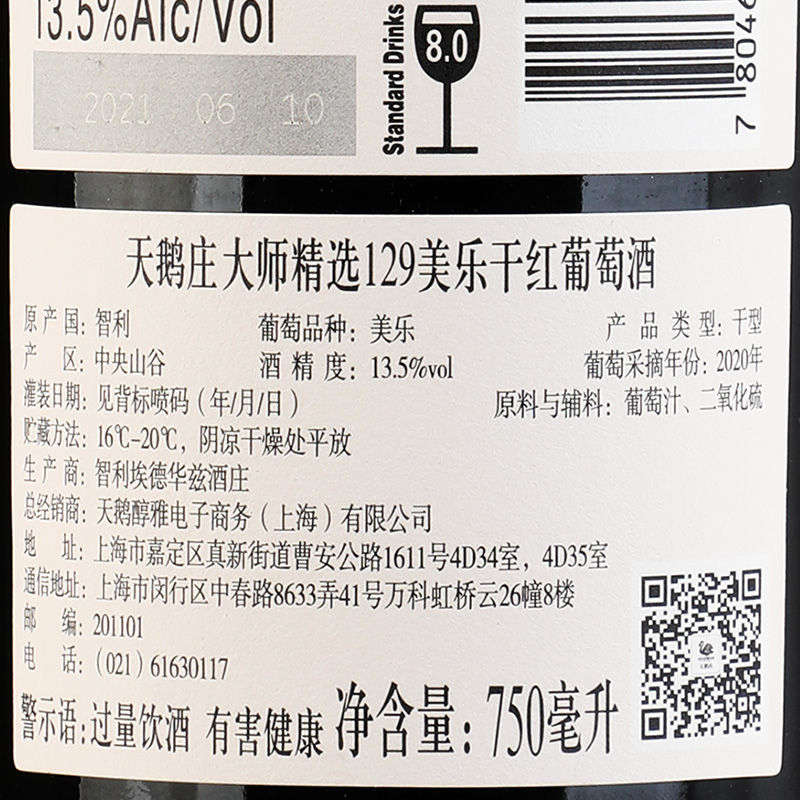 13.5%Alc/Vol
2021 06 10
Standard Drinks
8.0
7 8046
天鹅庄大师精选129美乐干红葡萄酒
原产国：智利 葡萄品种：美乐 产品类型：干型
产区：中央山谷 酒精度：13.5%vol 葡萄采摘年份：2020年
灌装日期：见背标喷码（年/月/日） 原料与辅料：葡萄汁、二氧化硫
贮藏方法：16℃-20℃，阴凉干燥处平放
生产商：智利埃德华兹酒庄
总经销商：天鹅醇雅电子商务（上海）有限公司
地址：上海市嘉定区真新街道曹安公路1611号4D34室，4D35室
通信地址：上海市闵行区中春路8633弄41号万科虹桥云26幢8楼
邮编：201101
电话：（021）61630117
警示语：过量饮酒 有害健康 净含量：750毫升